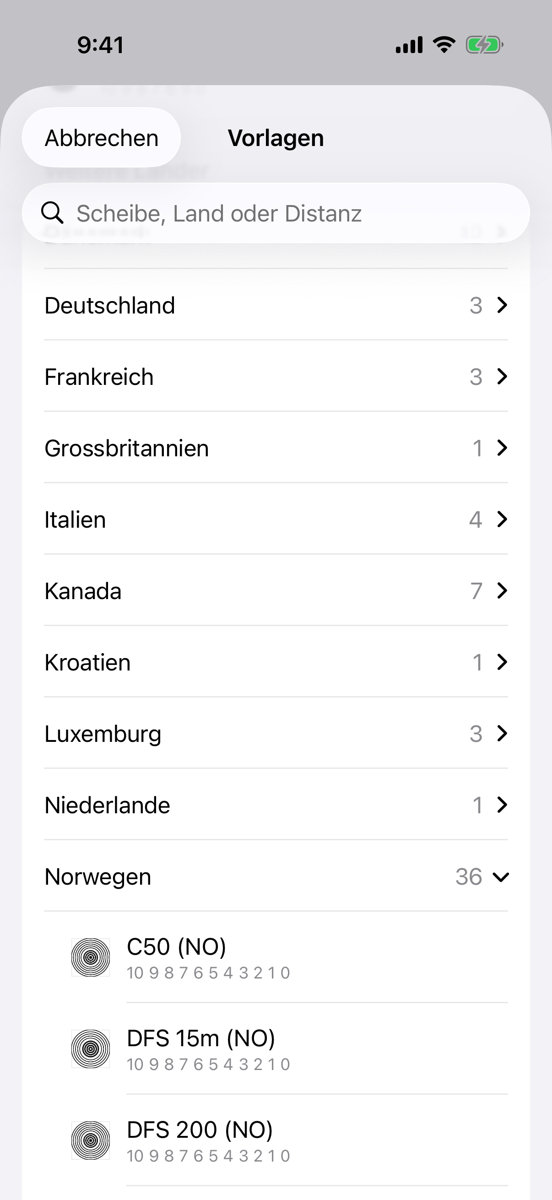 9:41
Abbrechen
Vorlagen
Scheibe, Land oder Distanz
Deutschland 3
Frankreich 3
Grossbritannien 1
Italien 4
Kanada 7
Kroatien 1
Luxemburg 3
Niederlande 1
Norwegen 36
C50 (NO)
10 9 8 7 6 5 4 3 2 1 0
DFS 15m (NO)
10 9 8 7 6 5 4 3 2 1 0
DFS 200 (NO)
10 9 8 7 6 5 4 3 2 1 0